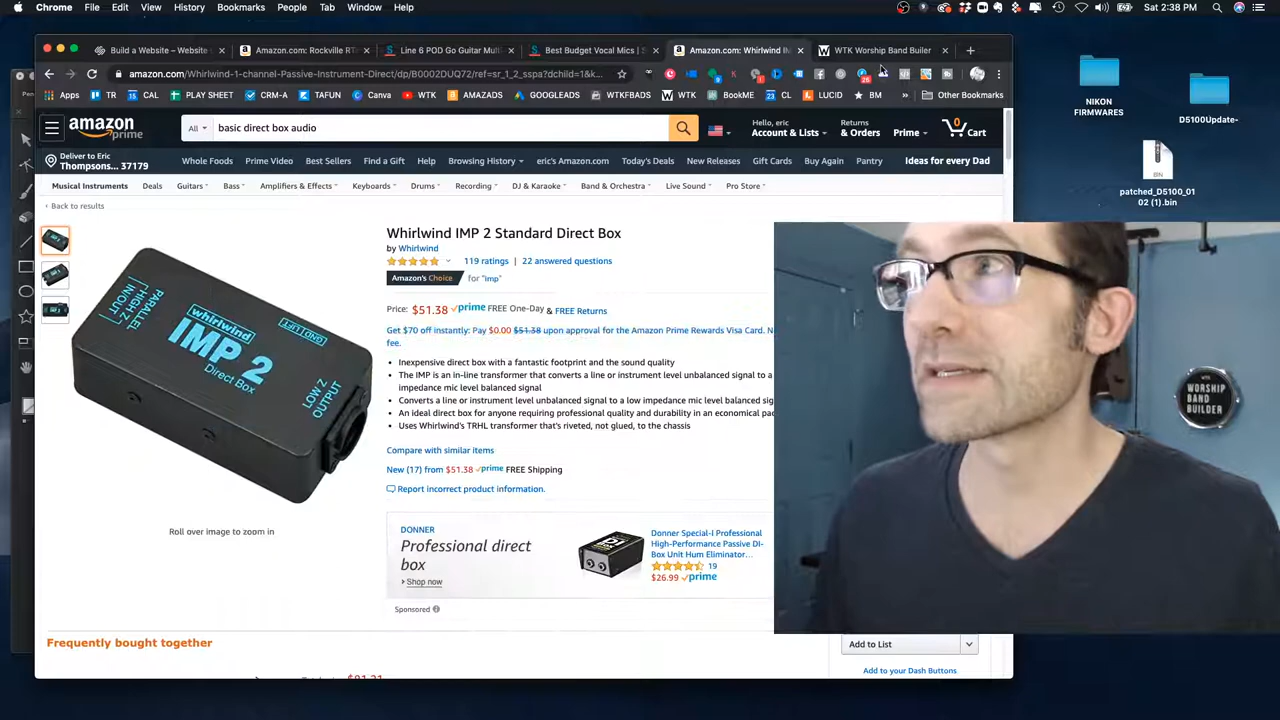 Chrome File Edit View History Bookmarks People Tab Window Help
Sat 2:38 PM
Build a Website – Website
Amazon.com: Rockville RT
Line 6 POD Go Guitar Mult
Best Budget Vocal Mics | S
Amazon.com: Whirlwind IM
WTK Worship Band Builer
amazon.com/Whirlwind-1-channel-Passive-Instrument-Direct/dp/B0002DUQ72/ref=sr_1_2_sspa?dchild=1&k...
Apps TR CAL PLAY SHEET CRM-A TAFUN Canva WTK AMAZADS GOOGLEADS WTKFBADS WTK BookME CL LUCID BM » Other Bookmarks
NIKON
FIRMWARES
D5100Update-
patched_D5100_01
02 (1).bin
BIN
amazon
prime
All
basic direct box audio
Hello, eric
Account & Lists
Returns
& Orders
Prime
0
Cart
Deliver to Eric
Thompsons... 37179
Whole Foods Prime Video Best Sellers Find a Gift Help Browsing History eric's Amazon.com Today's Deals New Releases Gift Cards Buy Again Pantry Ideas for every Dad
Musical Instruments Deals Guitars Bass Amplifiers & Effects Keyboards Drums Recording DJ & Karaoke Band & Orchestra Live Sound Pro Store
‹ Back to results
Whirlwind IMP 2 Standard Direct Box
by Whirlwind
119 ratings | 22 answered questions
Amazon's Choice for "imp"
Price: $51.38 prime FREE One-Day & FREE Returns
Get $70 off instantly: Pay $0.00 $51.38 upon approval for the Amazon Prime Rewards Visa Card. N
fee.
• Inexpensive direct box with a fantastic footprint and the sound quality
• The IMP is an in-line transformer that converts a line or instrument level unbalanced signal to a
impedance mic level balanced signal
• Converts a line or instrument level unbalanced signal to a low impedance mic level balanced sig
• An ideal direct box for anyone requiring professional quality and durability in an economical pac
• Uses Whirlwind's TRHL transformer that's riveted, not glued, to the chassis
Compare with similar items
New (17) from $51.38 prime FREE Shipping
Report incorrect product information.
PARALLEL
HIGH Z
IN/OUT
whirlwind
IMP 2
Direct Box
GND LIFT
LOW Z
OUTPUT
Roll over image to zoom in
DONNER
Professional direct
box
› Shop now
Donner Special-I Professional
High-Performance Passive DI-
Box Unit Hum Eliminator...
19
$26.99 prime
Sponsored
Frequently bought together
Add to List
Add to your Dash Buttons
WTK
WORSHIP
BAND
BUILDER